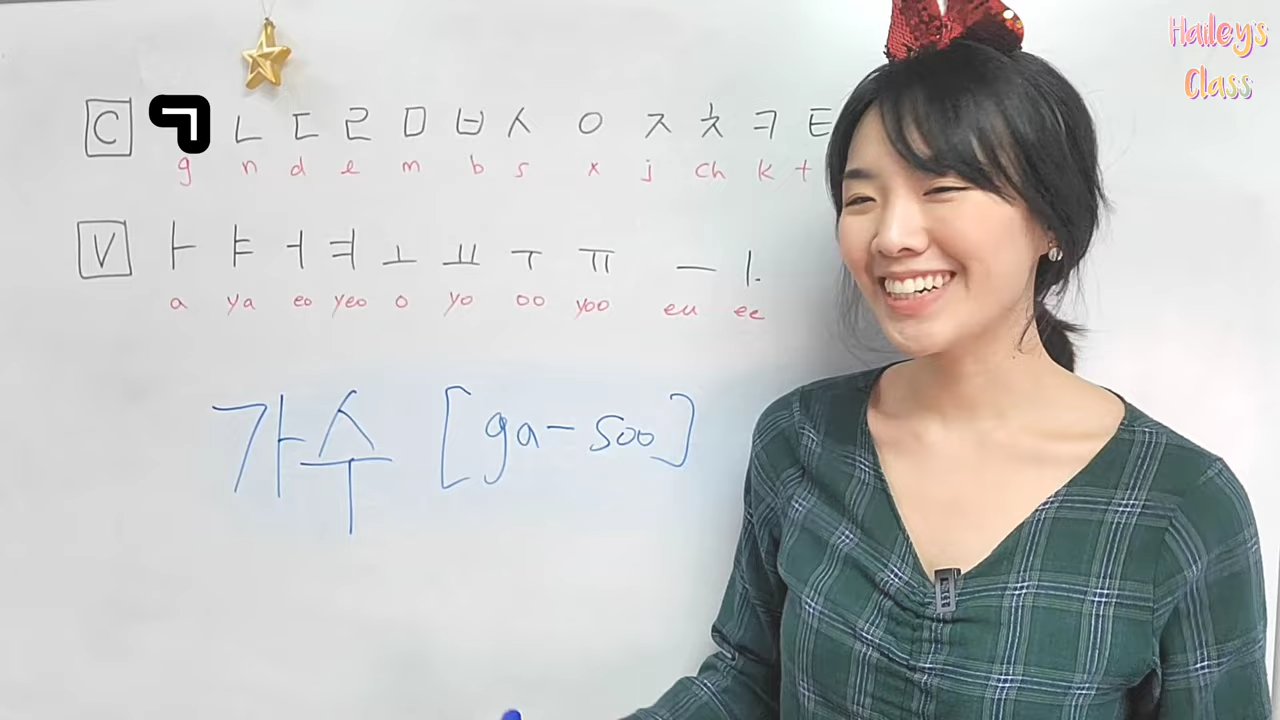 Hailey's
Class
C ㄱ ㄴ ㄷ ㄹ ㅁ ㅂ ㅅ ㅇ ㅈ ㅊ ㅋ ㅌ
g n d e m b s x j ch k t
V ㅏ ㅑ ㅓ ㅕ ㅗ ㅛ ㅜ ㅠ ㅡ ㅣ.
a ya eo yeo o yo oo yoo eu ee
가수 [ga-soo]